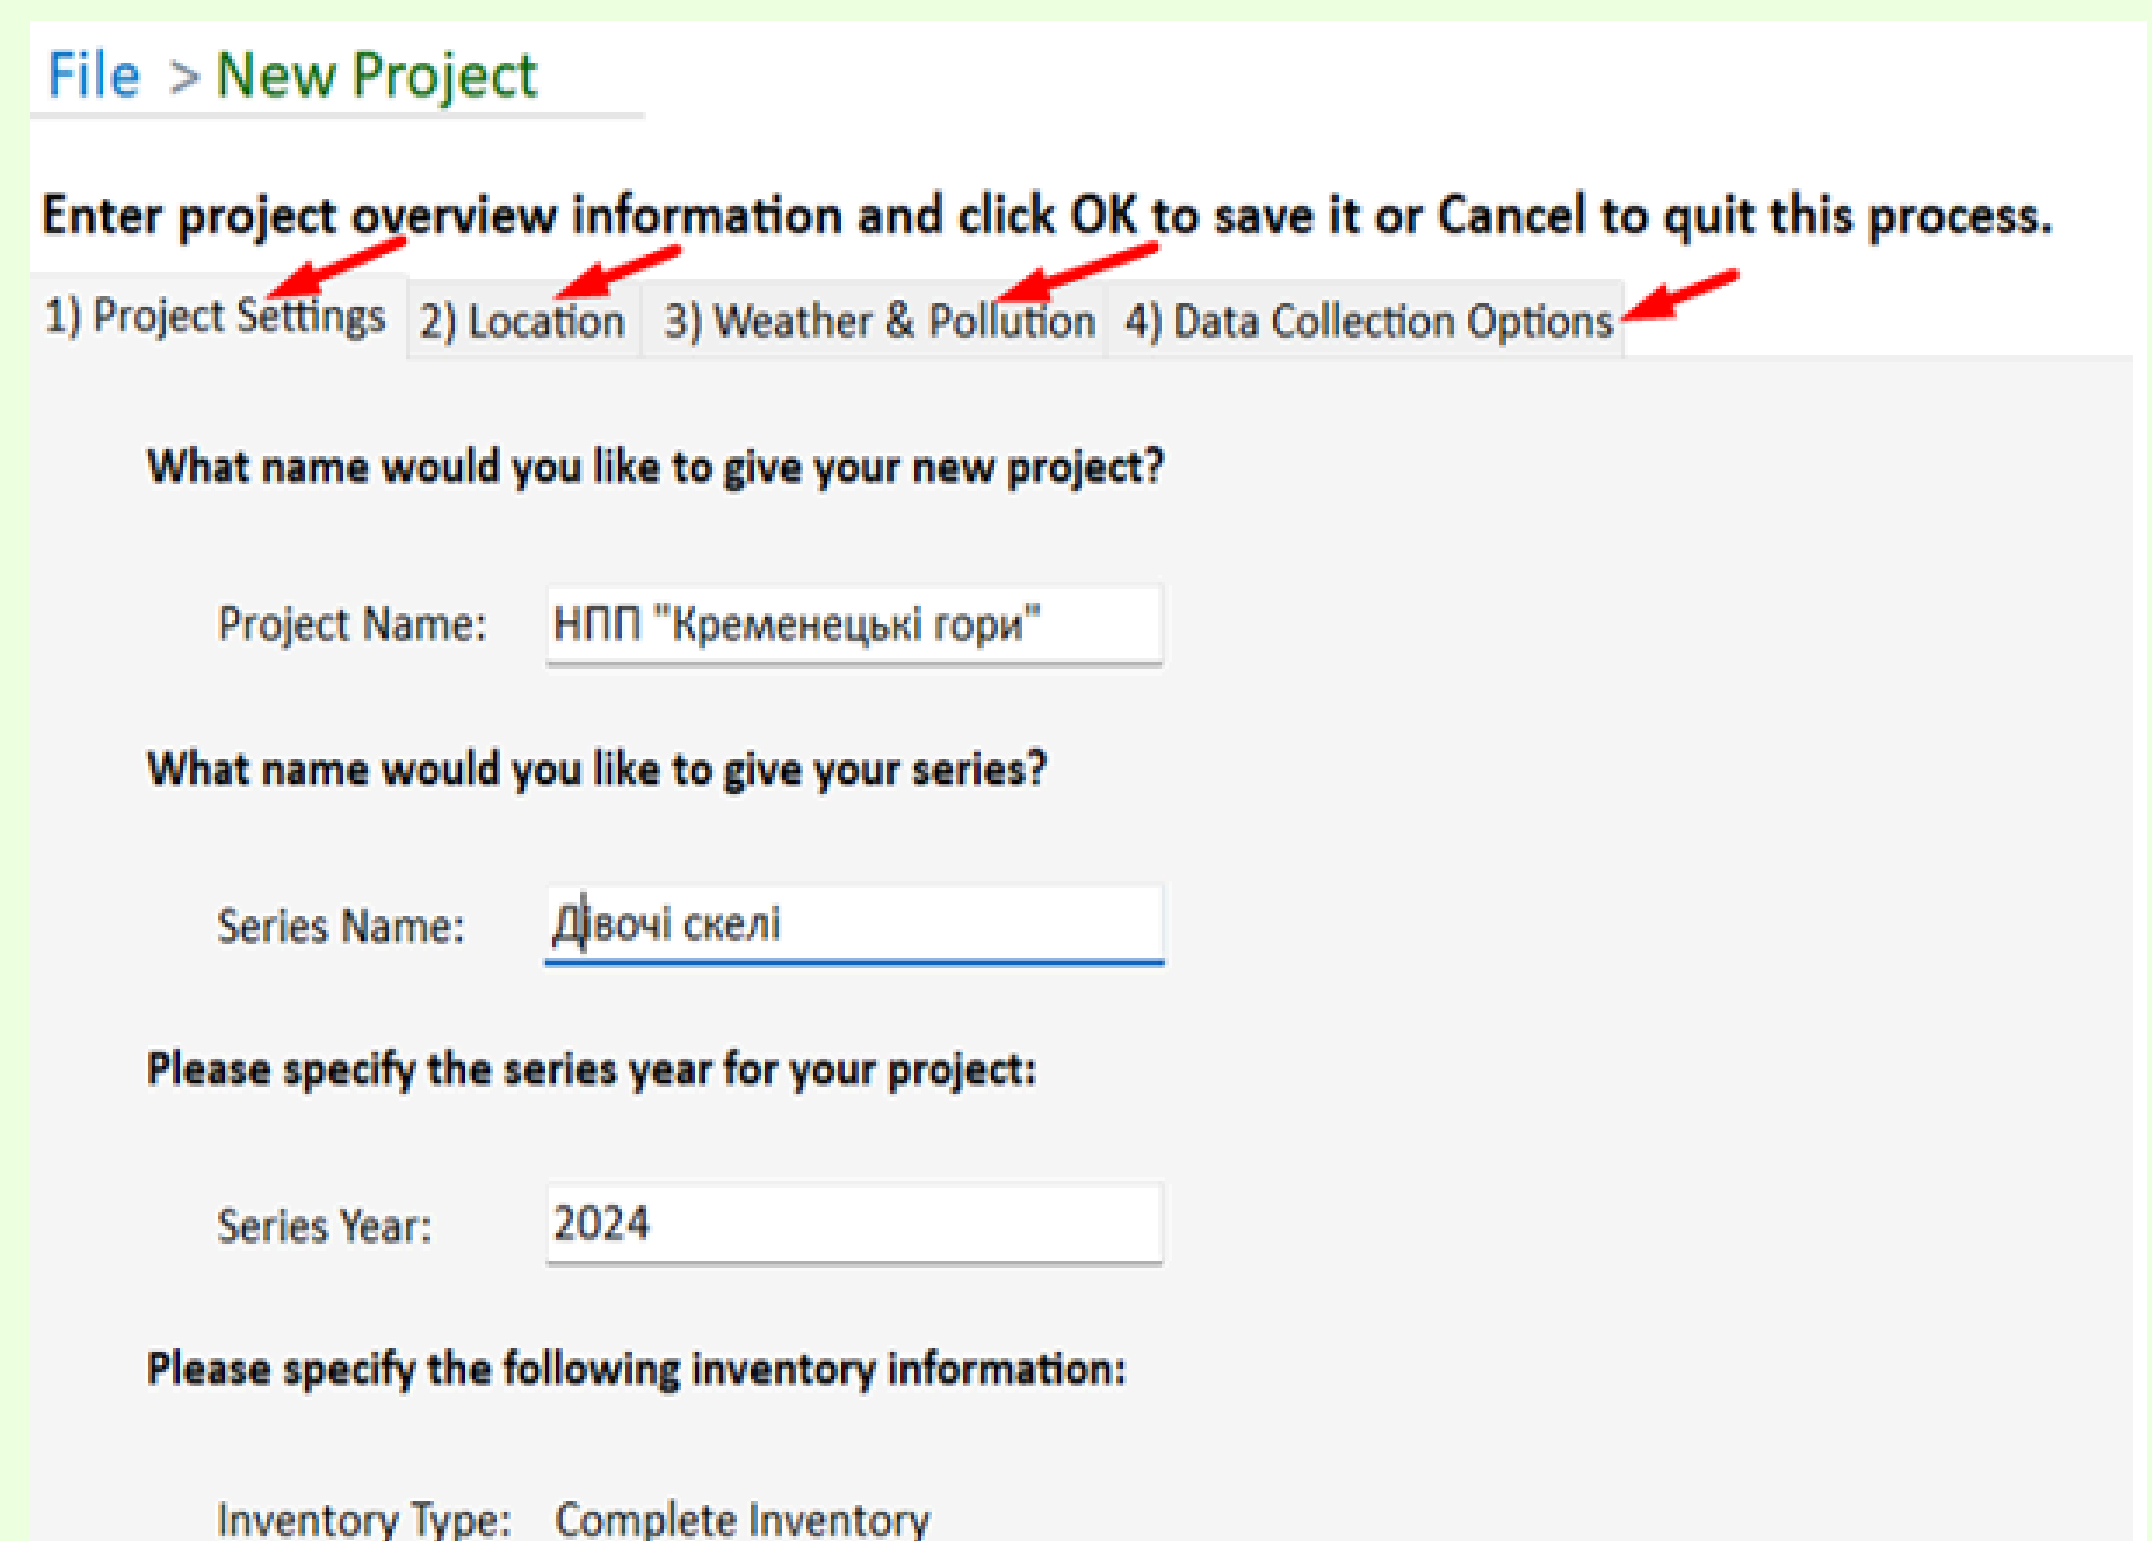 File > New Project
Enter project overview information and click OK to save it or Cancel to quit this process.
1) Project Settings 2) Location 3) Weather & Pollution 4) Data Collection Options
What name would you like to give your new project?
Project Name: НПП "Кременецькі гори"
What name would you like to give your series?
Series Name: Дівочі скелі
Please specify the series year for your project:
Series Year: 2024
Please specify the following inventory information:
Inventory Type: Complete Inventory